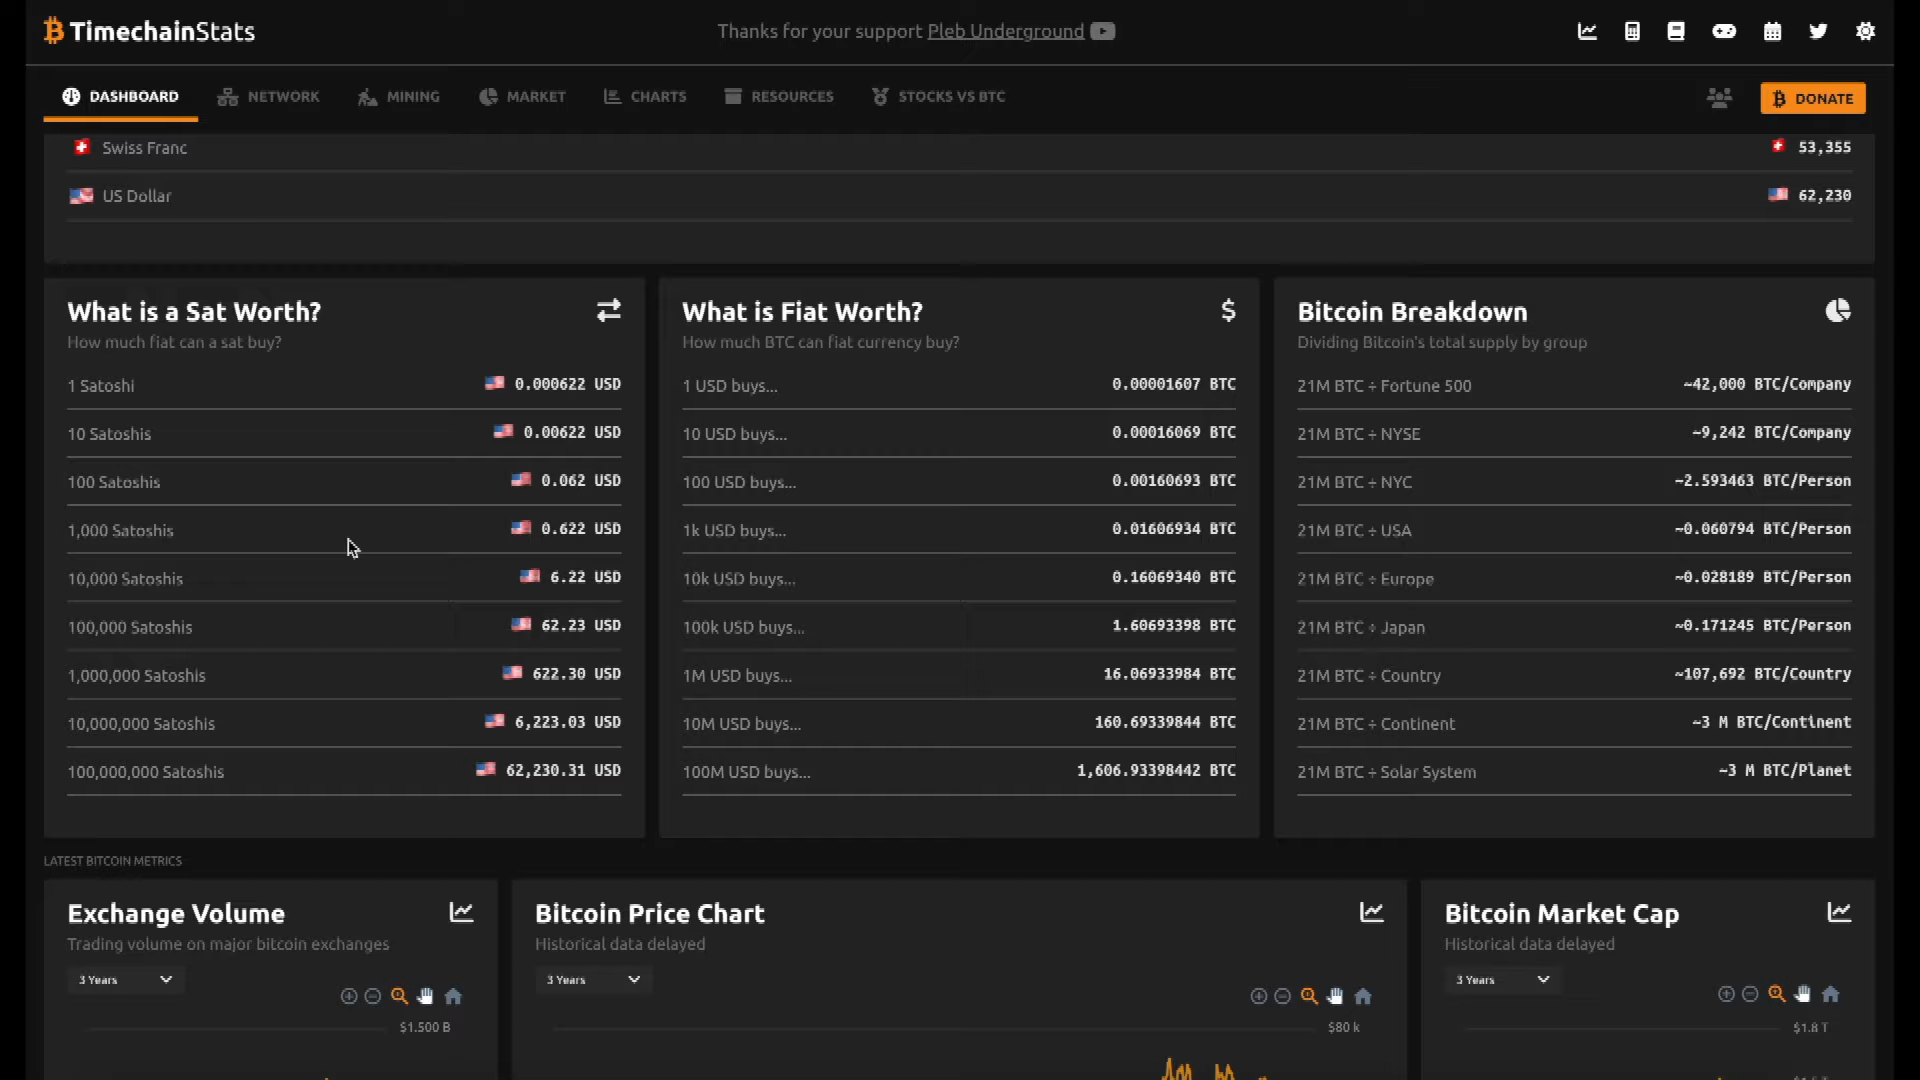 TimechainStats
Thanks for your support Pleb Underground
DASHBOARD
NETWORK
MINING
MARKET
CHARTS
RESOURCES
STOCKS VS BTC
DONATE
Swiss Franc 53,355
US Dollar 62,230
What is a Sat Worth?
How much fiat can a sat buy?
1 Satoshi 0.000622 USD
10 Satoshis 0.00622 USD
100 Satoshis 0.062 USD
1,000 Satoshis 0.622 USD
10,000 Satoshis 6.22 USD
100,000 Satoshis 62.23 USD
1,000,000 Satoshis 622.30 USD
10,000,000 Satoshis 6,223.03 USD
100,000,000 Satoshis 62,230.31 USD
What is Fiat Worth?
How much BTC can fiat currency buy?
1 USD buys... 0.00001607 BTC
10 USD buys... 0.00016069 BTC
100 USD buys... 0.00160693 BTC
1k USD buys... 0.01606934 BTC
10k USD buys... 0.16069340 BTC
100k USD buys... 1.60693398 BTC
1M USD buys... 16.06933984 BTC
10M USD buys... 160.69339844 BTC
100M USD buys... 1,606.93398442 BTC
Bitcoin Breakdown
Dividing Bitcoin's total supply by group
21M BTC ÷ Fortune 500 ~42,000 BTC/Company
21M BTC ÷ NYSE ~9,242 BTC/Company
21M BTC ÷ NYC ~2.593463 BTC/Person
21M BTC ÷ USA ~0.060794 BTC/Person
21M BTC ÷ Europe ~0.028189 BTC/Person
21M BTC ÷ Japan ~0.171245 BTC/Person
21M BTC ÷ Country ~107,692 BTC/Country
21M BTC ÷ Continent ~3 M BTC/Continent
21M BTC ÷ Solar System ~3 M BTC/Planet
LATEST BITCOIN METRICS
Exchange Volume
Trading volume on major bitcoin exchanges
3 Years
$1.500 B
Bitcoin Price Chart
Historical data delayed
3 Years
$80 k
Bitcoin Market Cap
Historical data delayed
3 Years
$1.8 T